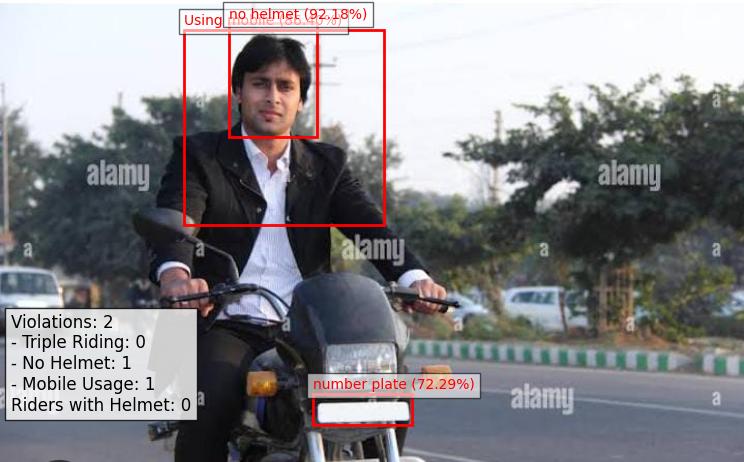 no helmet (92.18%)
Using mobile
Violations: 2
- Triple Riding: 0
- No Helmet: 1
- Mobile Usage: 1
Riders with Helmet: 0
number plate (72.29%)
alamy
alamy
alamy
alamy
a
a
a
a
a
a
a